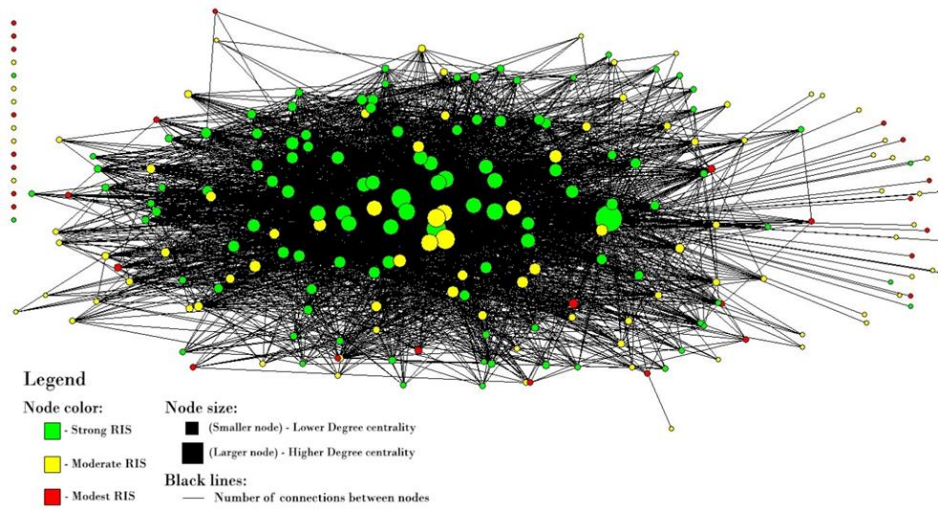 Legend
Node color:
- Strong RIS
- Moderate RIS
- Modest RIS
Node size:
(Smaller node) - Lower Degree centrality
(Larger node) - Higher Degree centrality
Black lines:
Number of connections between nodes